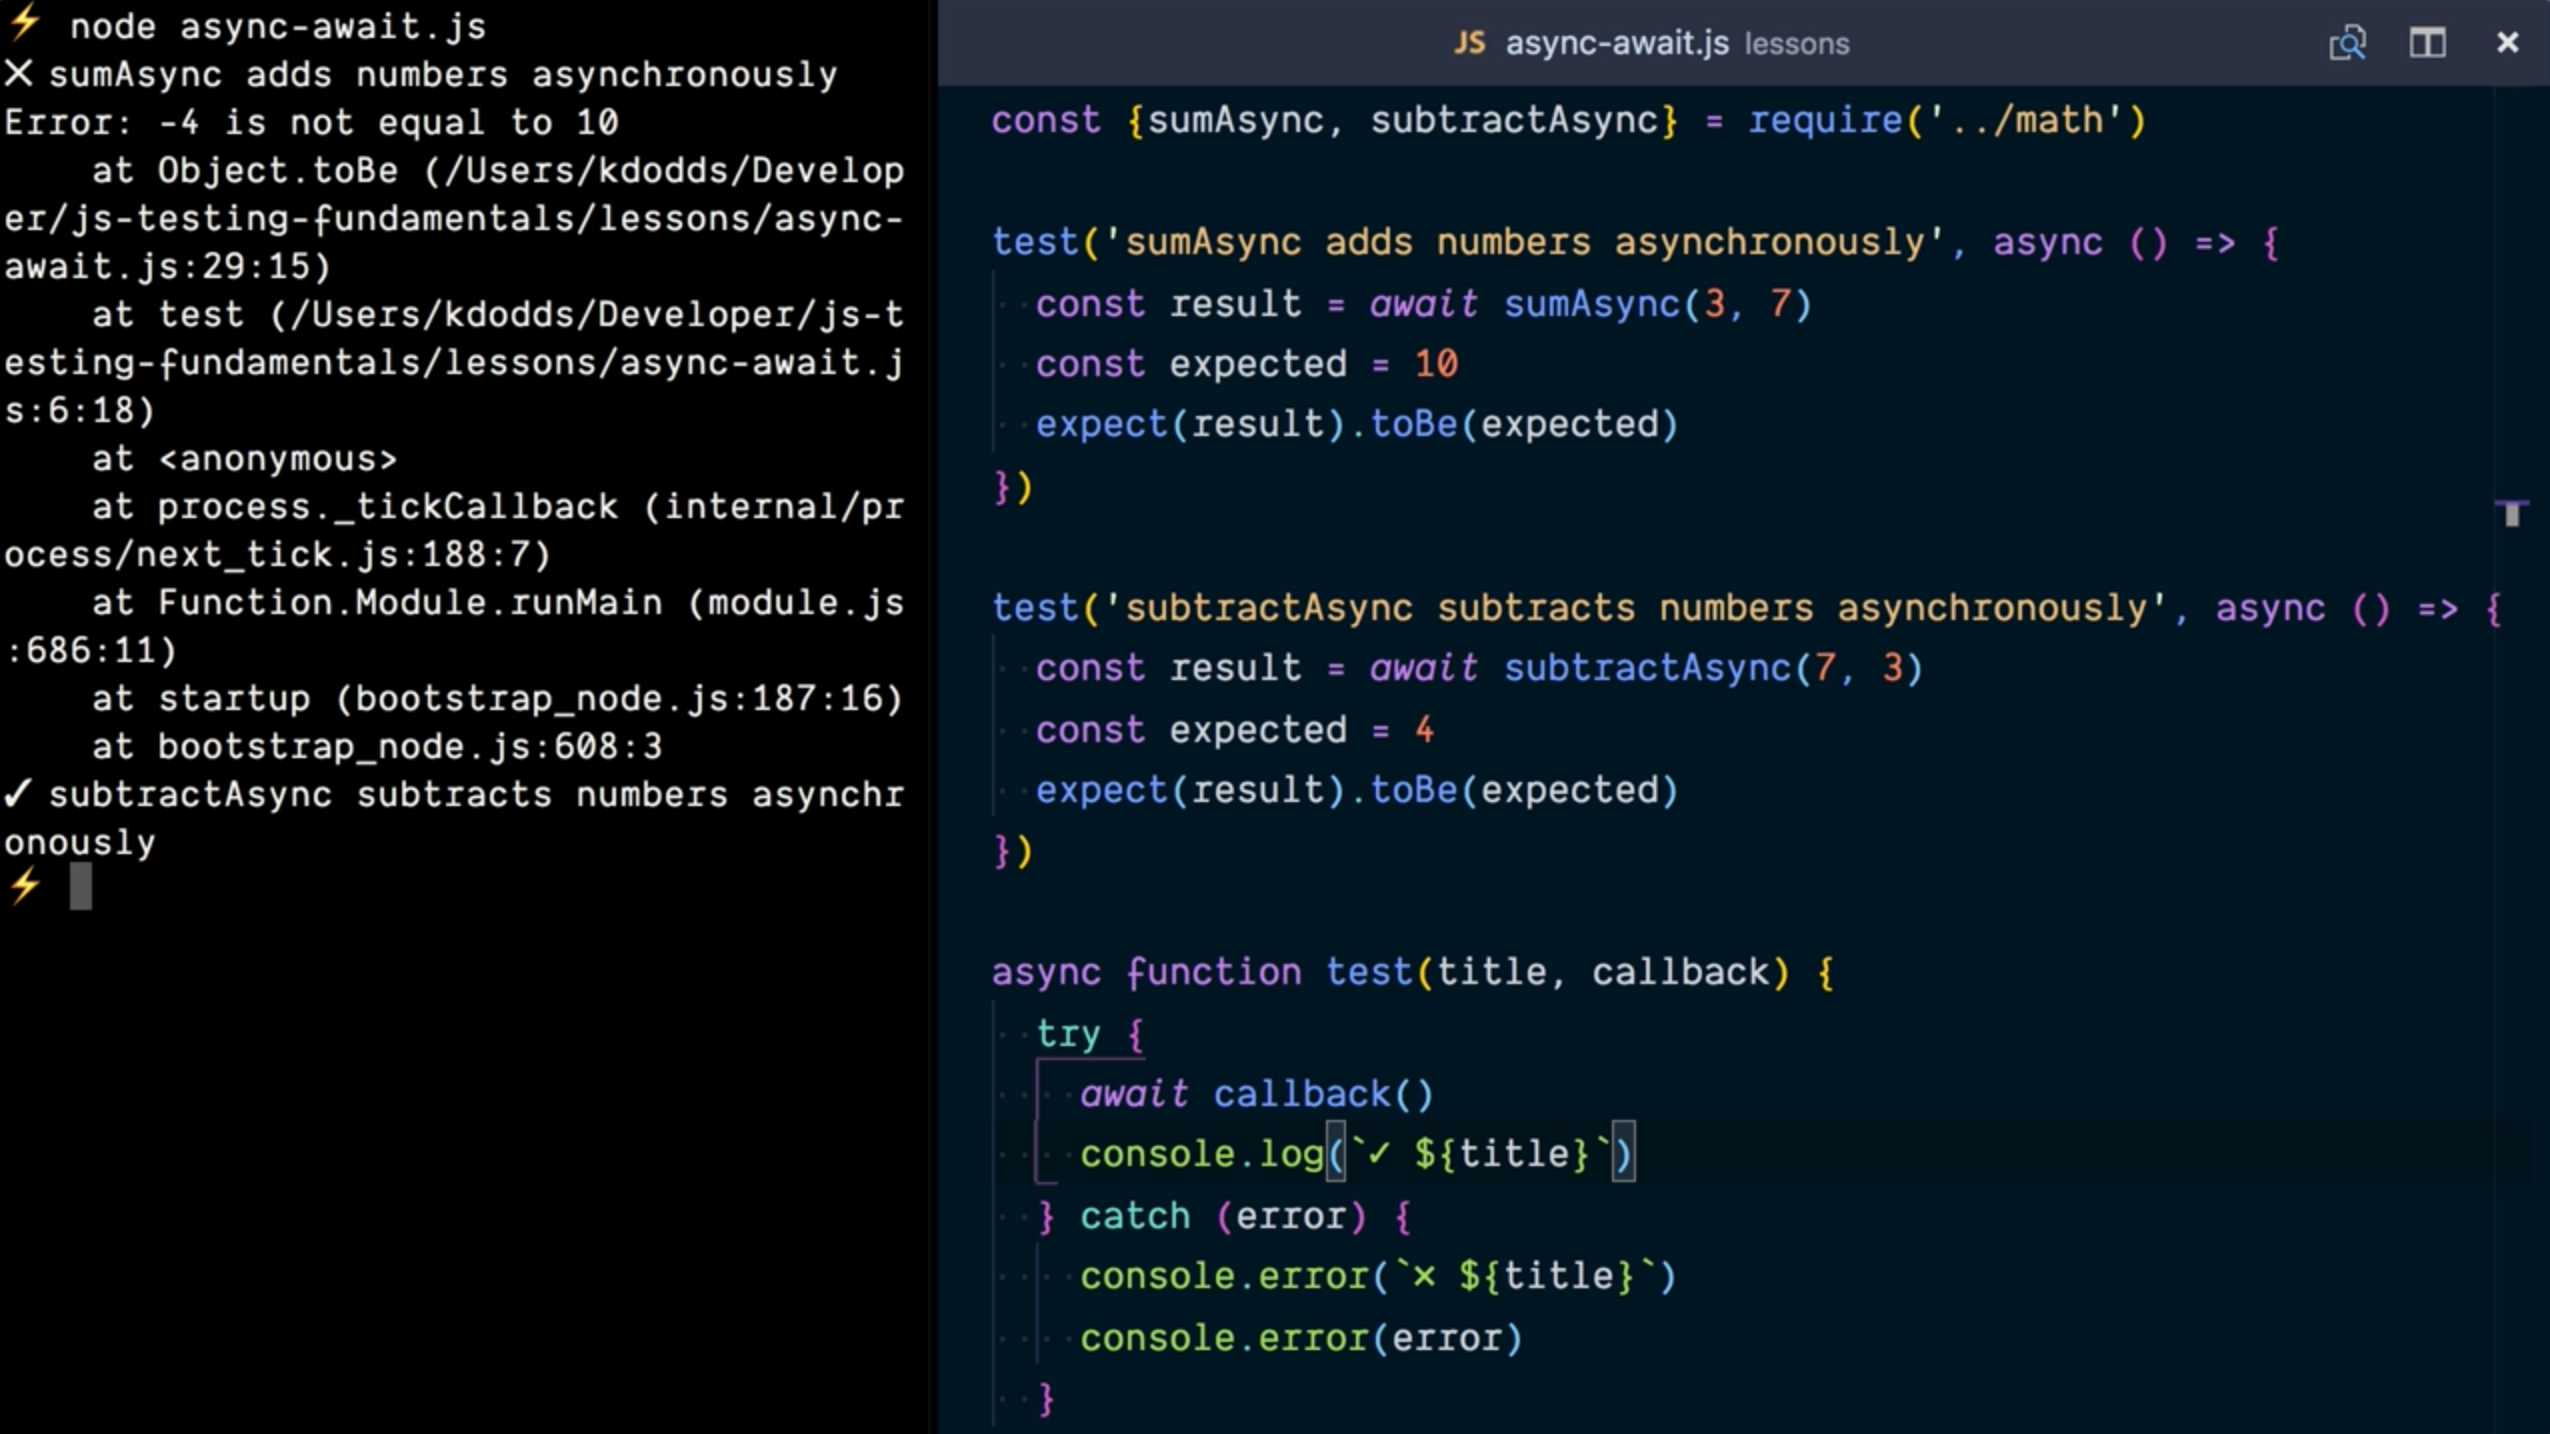 ⚡ node async-await.js
✕ sumAsync adds numbers asynchronously
Error: -4 is not equal to 10
    at Object.toBe (/Users/kdodds/Develop
er/js-testing-fundamentals/lessons/async-
await.js:29:15)
    at test (/Users/kdodds/Developer/js-t
esting-fundamentals/lessons/async-await.j
s:6:18)
    at <anonymous>
    at process._tickCallback (internal/pr
ocess/next_tick.js:188:7)
    at Function.Module.runMain (module.js
:686:11)
    at startup (bootstrap_node.js:187:16)
    at bootstrap_node.js:608:3
✓ subtractAsync subtracts numbers asynchr
onously
⚡
JS async-await.js lessons
const {sumAsync, subtractAsync} = require('../math')
test('sumAsync adds numbers asynchronously', async () => {
  const result = await sumAsync(3, 7)
  const expected = 10
  expect(result).toBe(expected)
})
test('subtractAsync subtracts numbers asynchronously', async () => {
  const result = await subtractAsync(7, 3)
  const expected = 4
  expect(result).toBe(expected)
})
async function test(title, callback) {
  try {
    await callback()
    console.log(`✓ ${title}`)
  } catch (error) {
    console.error(`✕ ${title}`)
    console.error(error)
  }